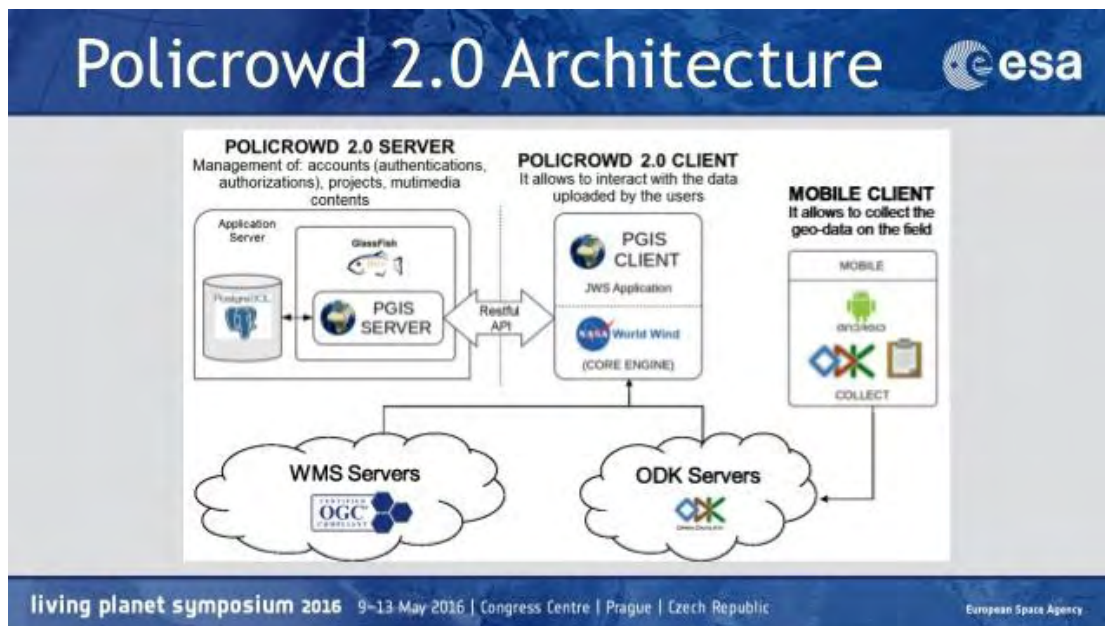 Policrowd 2.0 Architecture
esa
POLICROWD 2.0 SERVER
Management of: accounts (authentications,
authorizations), projects, mutimedia
contents
Application
Server
GlassFish
PostgreSQL
PGIS
SERVER
Restful
API
POLICROWD 2.0 CLIENT
It allows to interact with the data
uploaded by the users
PGIS
CLIENT
JWS Application
NASA
World Wind
(CORE ENGINE)
MOBILE CLIENT
It allows to collect the
geo-data on the field
MOBILE
ANDROID
ODK
COLLECT
WMS Servers
CERTIFIED
OGC
COMPLIANT
ODK Servers
ODK
living planet symposium 2016 9–13 May 2016 | Congress Centre | Prague | Czech Republic
European Space Agency